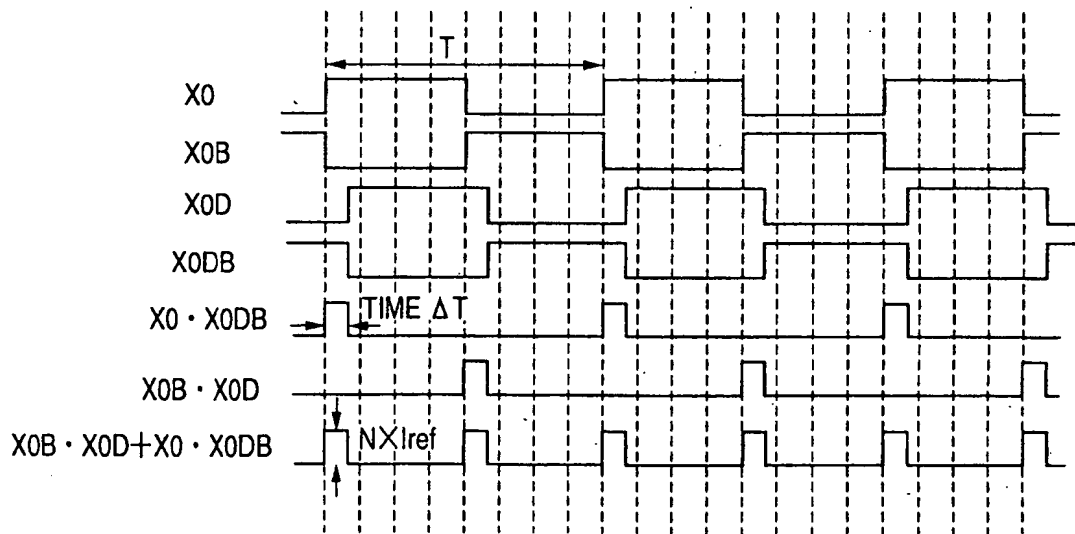 T
X0
X0B
X0D
X0DB
X0 · X0DB
TIME ΔT
X0B · X0D
X0B · X0D+X0 · X0DB
N×Iref